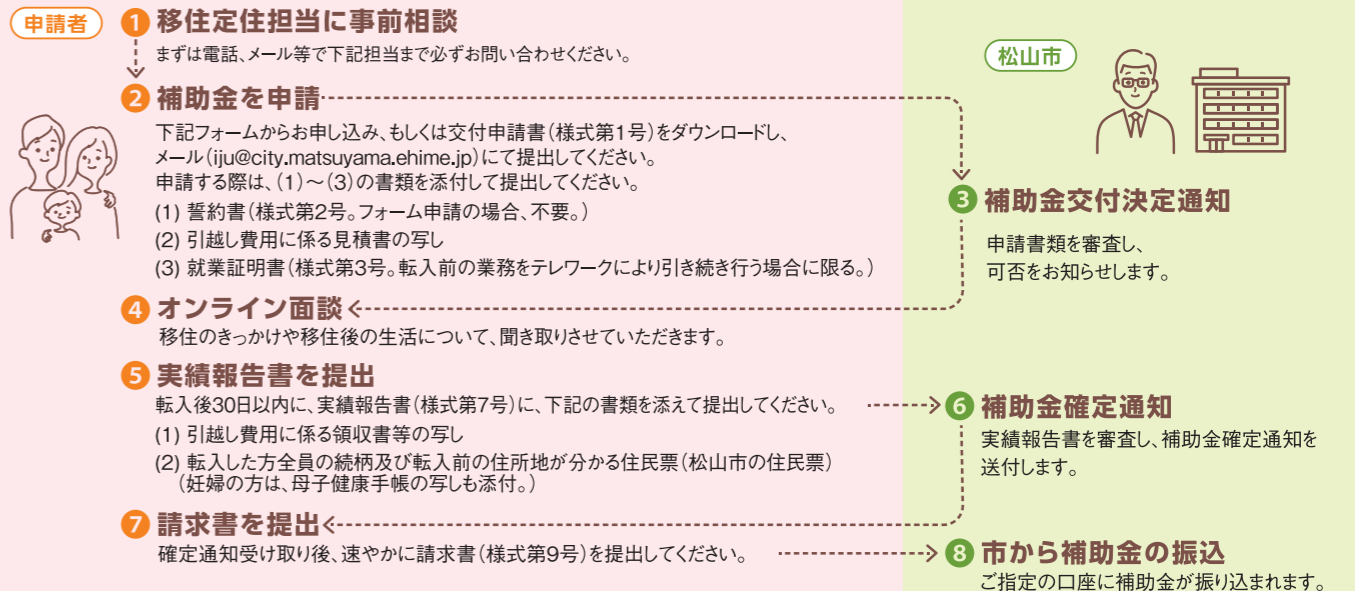 申請者
1 移住定住担当に事前相談
まずは電話、メール等で下記担当まで必ずお問い合わせください。
2 補助金を申請
下記フォームからお申し込み、もしくは交付申請書(様式第1号)をダウンロードし、
メール(iju@city.matsuyama.ehime.jp)にて提出してください。
申請する際は、(1)～(3)の書類を添付して提出してください。
(1) 誓約書(様式第2号。フォーム申請の場合、不要。)
(2) 引越し費用に係る見積書の写し
(3) 就業証明書(様式第3号。転入前の業務をテレワークにより引き続き行う場合に限る。)
松山市
3 補助金交付決定通知
申請書類を審査し、
可否をお知らせします。
4 オンライン面談
移住のきっかけや移住後の生活について、聞き取りさせていただきます。
5 実績報告書を提出
転入後30日以内に、実績報告書(様式第7号)に、下記の書類を添えて提出してください。
(1) 引越し費用に係る領収書等の写し
(2) 転入した方全員の続柄及び転入前の住所地が分かる住民票(松山市の住民票)
(妊婦の方は、母子健康手帳の写しも添付。)
6 補助金確定通知
実績報告書を審査し、補助金確定通知を
送付します。
7 請求書を提出
確定通知受け取り後、速やかに請求書(様式第9号)を提出してください。
8 市から補助金の振込
ご指定の口座に補助金が振り込まれます。